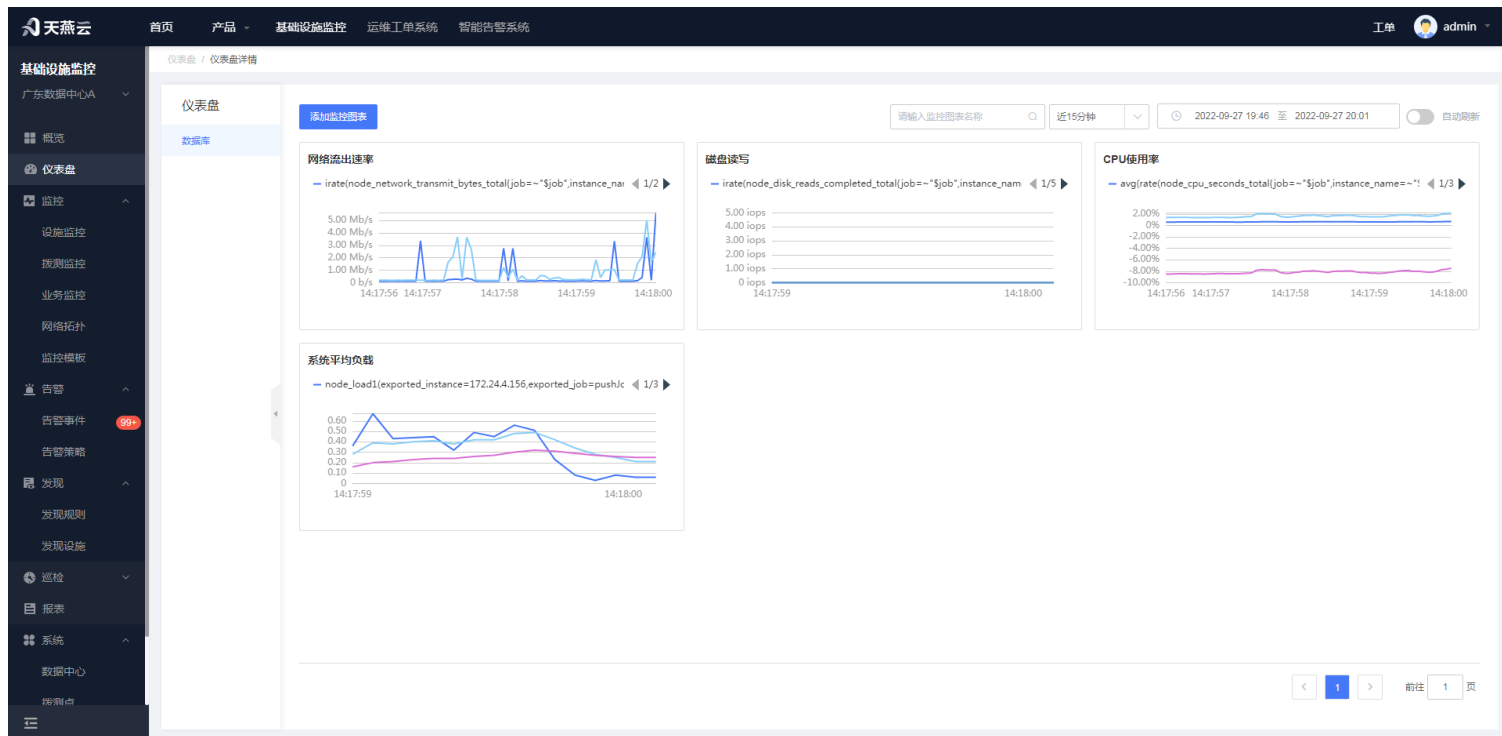 天燕云
首页 产品 基础设施监控 运维工单系统 智能告警系统 工单 admin
基础设施监控
广东数据中心A
概览
仪表盘
监控
设施监控
拨测监控
业务监控
网络拓扑
监控模板
告警
告警事件 99+
告警策略
发现
发现规则
发现设施
巡检
报表
系统
数据中心
拨测点
仪表盘 / 仪表盘详情
仪表盘
数据库
添加监控图表 请输入监控图表名称 近15分钟 2022-09-27 19:46 至 2022-09-27 20:01 自动刷新
网络流出速率
irate(node_network_transmit_bytes_total{job=~"$job",instance_nar 1/2
5.00 Mb/s
4.00 Mb/s
3.00 Mb/s
2.00 Mb/s
1.00 Mb/s
0 b/s
14:17:56 14:17:57 14:17:58 14:17:59 14:18:00
磁盘读写
irate(node_disk_reads_completed_total{job=~"$job",instance_nam 1/5
5.00 iops
4.00 iops
3.00 iops
2.00 iops
1.00 iops
0 iops
14:17:59 14:18:00
CPU使用率
avg(rate(node_cpu_seconds_total{job=~"$job",instance_name=~"! 1/3
2.00%
0%
-2.00%
-4.00%
-6.00%
-8.00%
-10.00%
14:17:56 14:17:57 14:17:58 14:17:59 14:18:00
系统平均负载
node_load1{exported_instance=172.24.4.156,exported_job=pushJc 1/3
0.60
0.50
0.40
0.30
0.20
0.10
0
14:17:59 14:18:00
< 1 > 前往 1 页